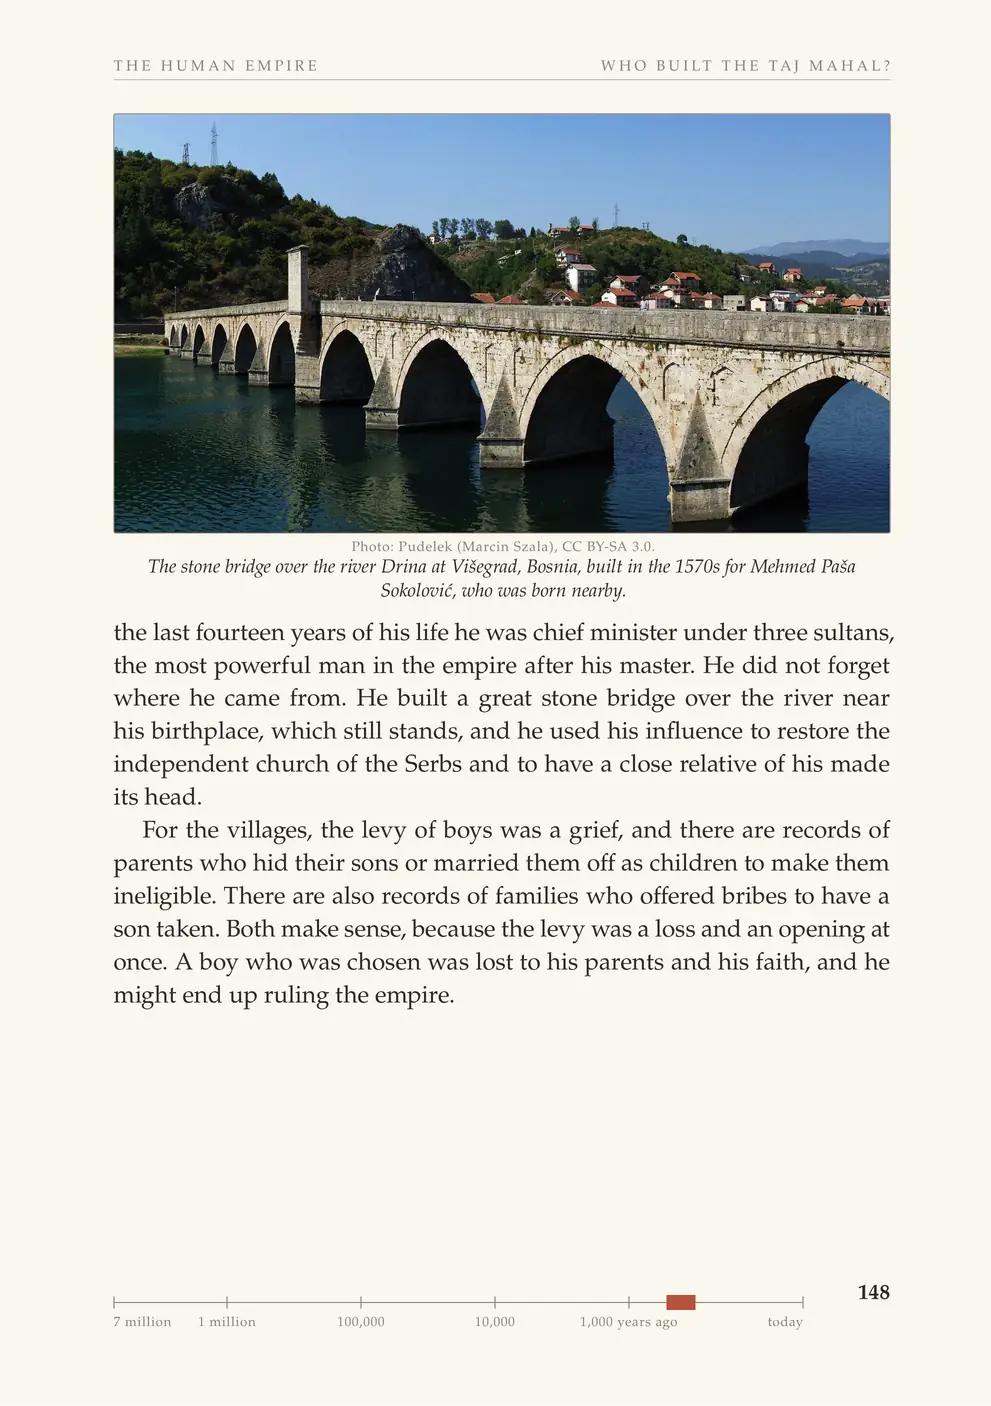 THE HUMAN EMPIRE
WHO BUILT THE TAJ MAHAL?
Photo: Pudelek (Marcin Szala), CC BY-SA 3.0.
The stone bridge over the river Drina at Višegrad, Bosnia, built in the 1570s for Mehmed Paša
Sokolović, who was born nearby.
the last fourteen years of his life he was chief minister under three sultans,
the most powerful man in the empire after his master. He did not forget
where he came from. He built a great stone bridge over the river near
his birthplace, which still stands, and he used his influence to restore the
independent church of the Serbs and to have a close relative of his made
its head.
For the villages, the levy of boys was a grief, and there are records of
parents who hid their sons or married them off as children to make them
ineligible. There are also records of families who offered bribes to have a
son taken. Both make sense, because the levy was a loss and an opening at
once. A boy who was chosen was lost to his parents and his faith, and he
might end up ruling the empire.
148
7 million
1 million
100,000
10,000
1,000 years ago
today